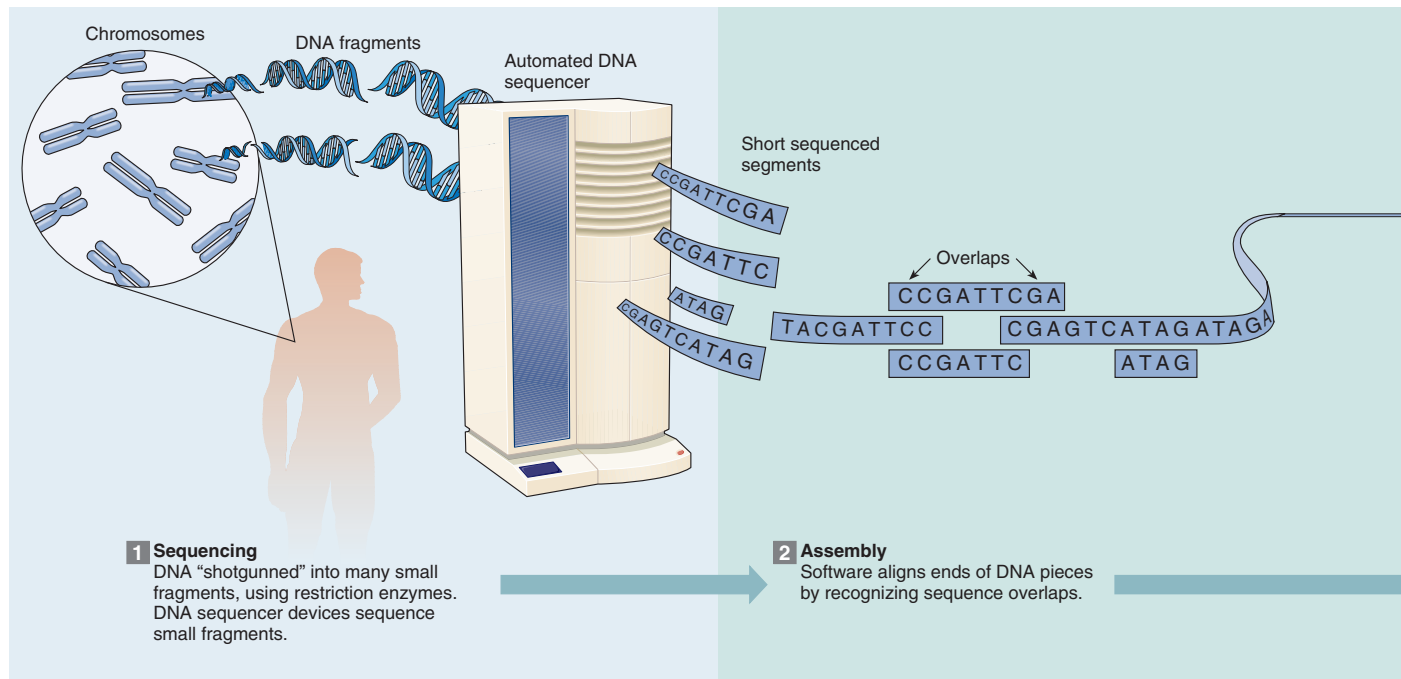 Chromosomes
DNA fragments
Automated DNA
sequencer
Short sequenced
segments
CCGATTCGA
CCGATTC
ATAG
CGAGTCATAG
Overlaps
CCGATTCGA
TACGATTCC
CGAGTCATAGATAGA
CCGATTC
ATAG
1 Sequencing
DNA “shotgunned” into many small
fragments, using restriction enzymes.
DNA sequencer devices sequence
small fragments.
2 Assembly
Software aligns ends of DNA pieces
by recognizing sequence overlaps.